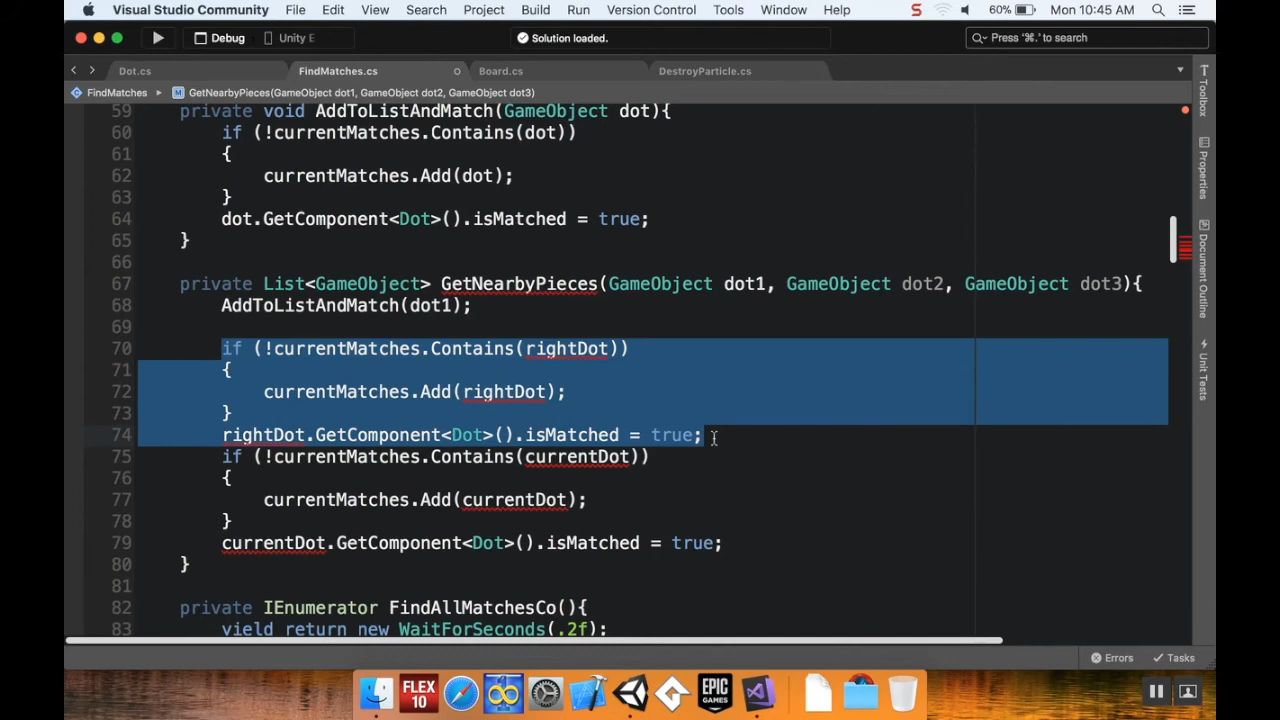 Visual Studio Community File Edit View Search Project Build Run Version Control Tools Window Help S 60% Mon 10:45 AM
Debug Unity E Solution loaded. Press '⌘.' to search
Dot.cs FindMatches.cs Board.cs DestroyParticle.cs
FindMatches ▸ M GetNearbyPieces(GameObject dot1, GameObject dot2, GameObject dot3)
59 private void AddToListAndMatch(GameObject dot){
60 if (!currentMatches.Contains(dot))
61 {
62 currentMatches.Add(dot);
63 }
64 dot.GetComponent<Dot>().isMatched = true;
65 }
66
67 private List<GameObject> GetNearbyPieces(GameObject dot1, GameObject dot2, GameObject dot3){
68 AddToListAndMatch(dot1);
69
70 if (!currentMatches.Contains(rightDot))
71 {
72 currentMatches.Add(rightDot);
73 }
74 rightDot.GetComponent<Dot>().isMatched = true;
75 if (!currentMatches.Contains(currentDot))
76 {
77 currentMatches.Add(currentDot);
78 }
79 currentDot.GetComponent<Dot>().isMatched = true;
80 }
81
82 private IEnumerator FindAllMatchesCo(){
83 yield return new WaitForSeconds(.2f);
Toolbox
Properties
Document Outline
Unit Tests
Errors Tasks
FLEX 10
EPIC GAMES